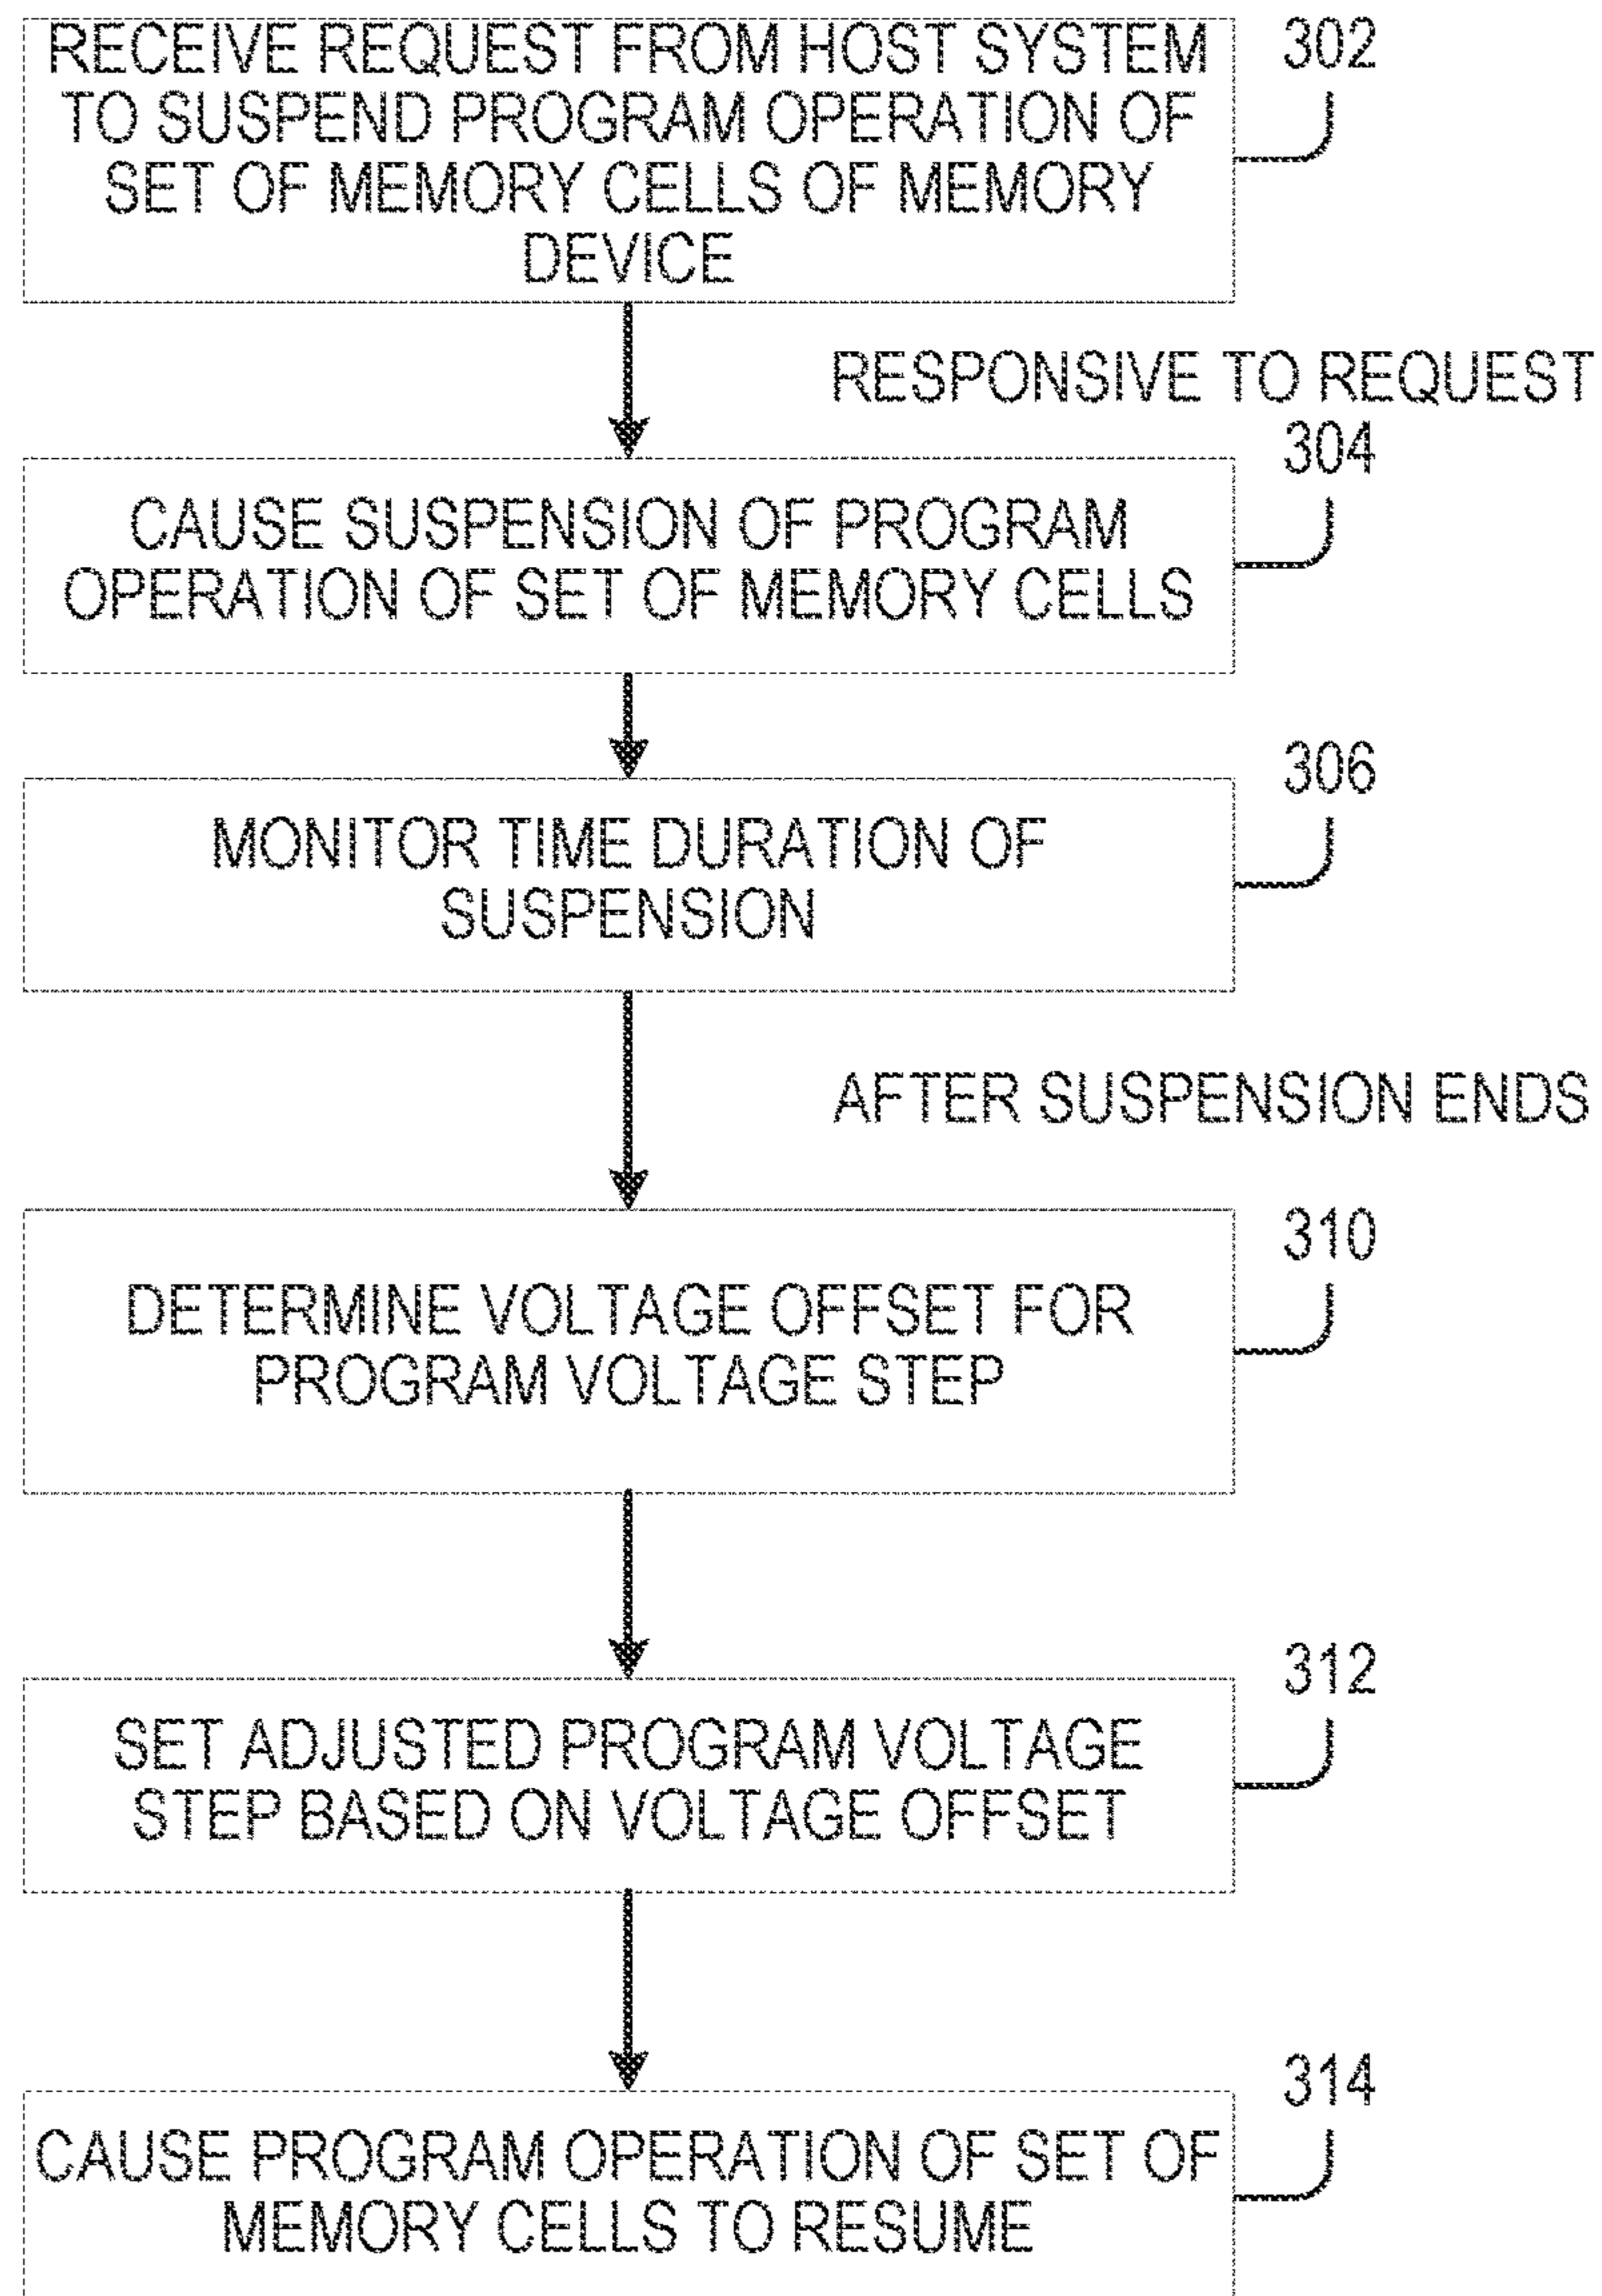 RECEIVE REQUEST FROM HOST SYSTEM
TO SUSPEND PROGRAM OPERATION OF
SET OF MEMORY CELLS OF MEMORY
DEVICE
302
RESPONSIVE TO REQUEST
304
CAUSE SUSPENSION OF PROGRAM
OPERATION OF SET OF MEMORY CELLS
306
MONITOR TIME DURATION OF
SUSPENSION
AFTER SUSPENSION ENDS
310
DETERMINE VOLTAGE OFFSET FOR
PROGRAM VOLTAGE STEP
312
SET ADJUSTED PROGRAM VOLTAGE
STEP BASED ON VOLTAGE OFFSET
314
CAUSE PROGRAM OPERATION OF SET OF
MEMORY CELLS TO RESUME